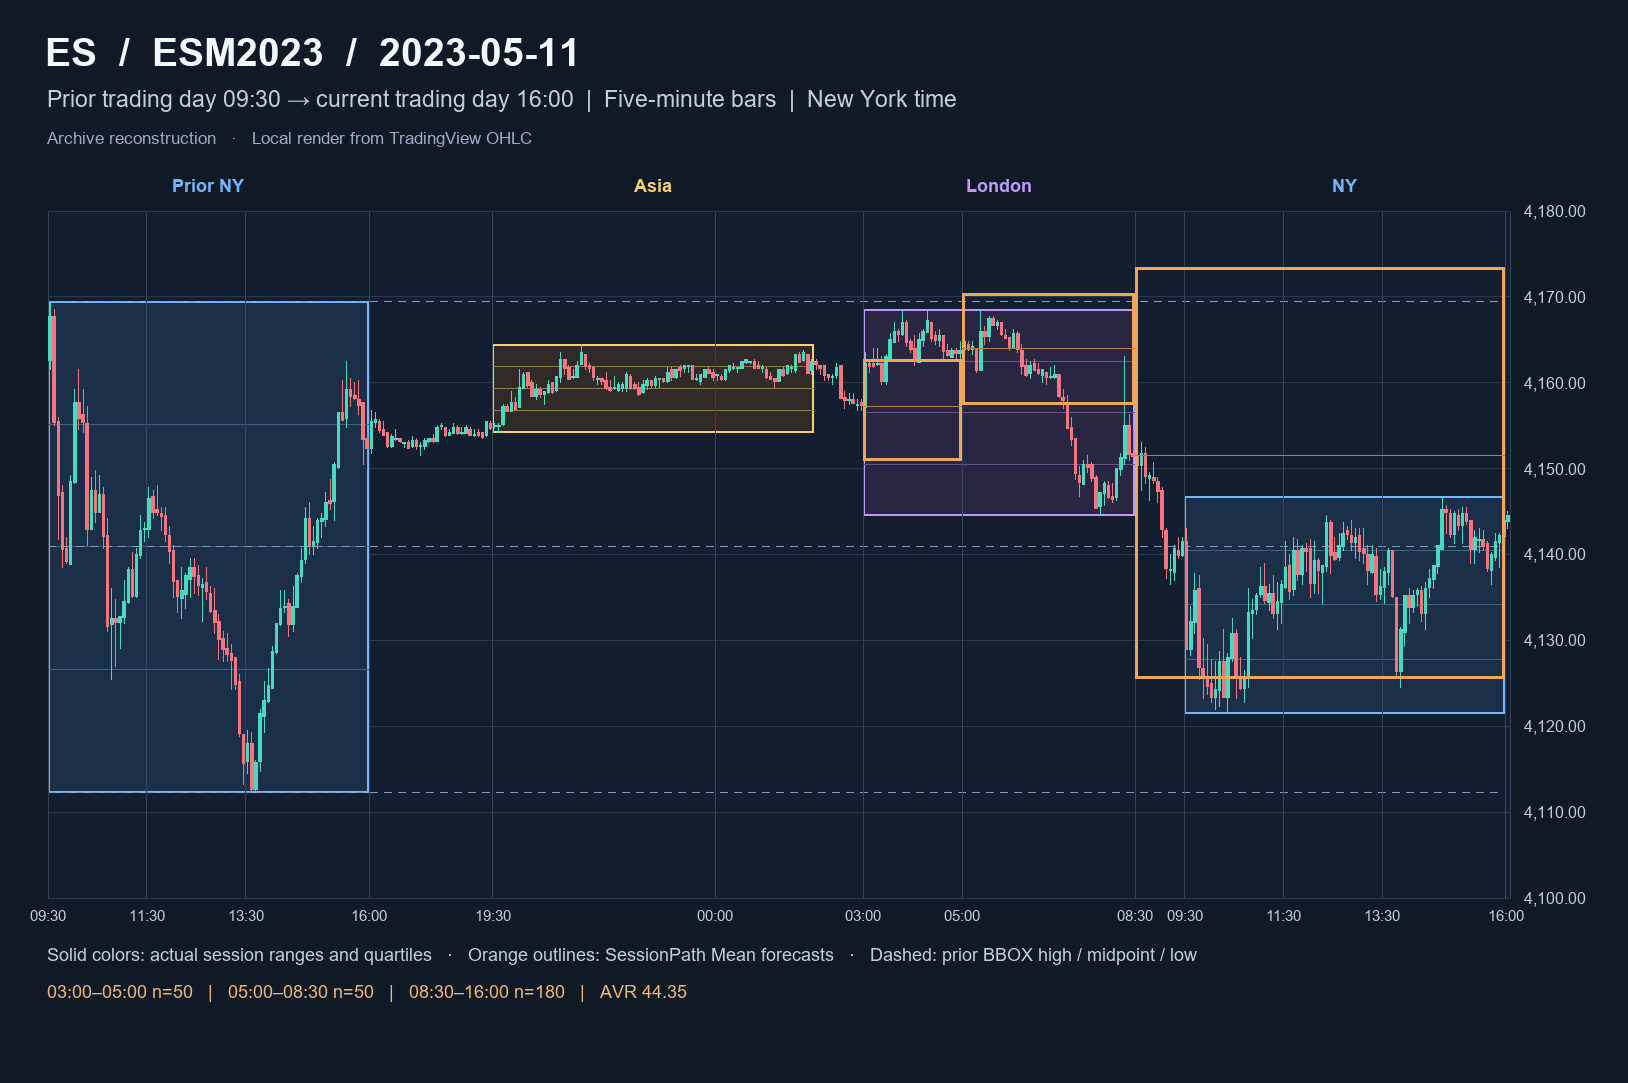 ES / ESM2023 / 2023-05-11
Prior trading day 09:30 → current trading day 16:00 | Five-minute bars | New York time
Archive reconstruction · Local render from TradingView OHLC
Prior NY Asia London NY
4,180.00
4,170.00
4,160.00
4,150.00
4,140.00
4,130.00
4,120.00
4,110.00
4,100.00
09:30 11:30 13:30 16:00 19:30 00:00 03:00 05:00 08:30 09:30 11:30 13:30 16:00
Solid colors: actual session ranges and quartiles · Orange outlines: SessionPath Mean forecasts · Dashed: prior BBOX high / midpoint / low
03:00–05:00 n=50 | 05:00–08:30 n=50 | 08:30–16:00 n=180 | AVR 44.35